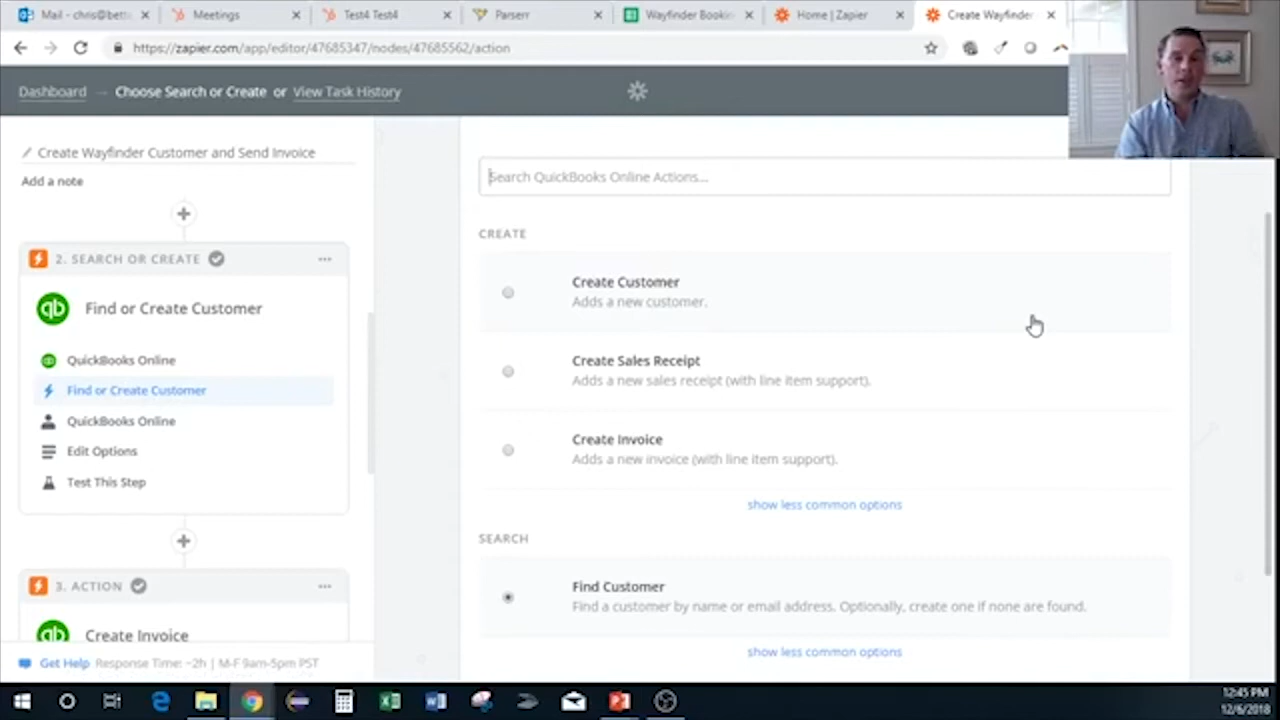 Mail - chris@bett
Meetings
Test4 Test4
Parserr
Wayfinder Bookin
Home | Zapier
Create Wayfinder
https://zapier.com/app/editor/47685347/nodes/47685562/action
Dashboard → Choose Search or Create or View Task History
Create Wayfinder Customer and Send Invoice
Add a note
2. SEARCH OR CREATE
qb Find or Create Customer
qb QuickBooks Online
Find or Create Customer
QuickBooks Online
Edit Options
Test This Step
3. ACTION
qb Create Invoice
Get Help Response Time: ~2h | M-F 9am-5pm PST
Search QuickBooks Online Actions...
CREATE
Create Customer
Adds a new customer.
Create Sales Receipt
Adds a new sales receipt (with line item support).
Create Invoice
Adds a new invoice (with line item support).
show less common options
SEARCH
Find Customer
Find a customer by name or email address. Optionally, create one if none are found.
show less common options
12:45 PM
12/6/2018